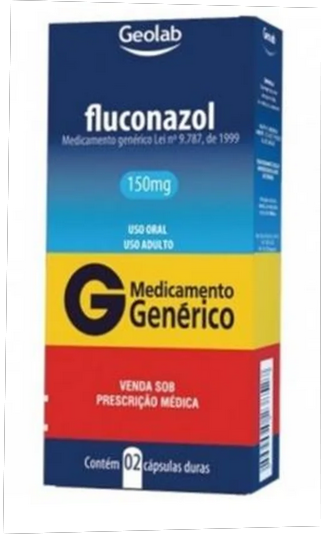 Geolab
fluconazol
Medicamento genérico Lei nº 9.787, de 1999
150mg
USO ORAL
USO ADULTO
G Medicamento
Genérico
VENDA SOB
PRESCRIÇÃO MÉDICA
Contém 02 cápsulas duras
Geolab